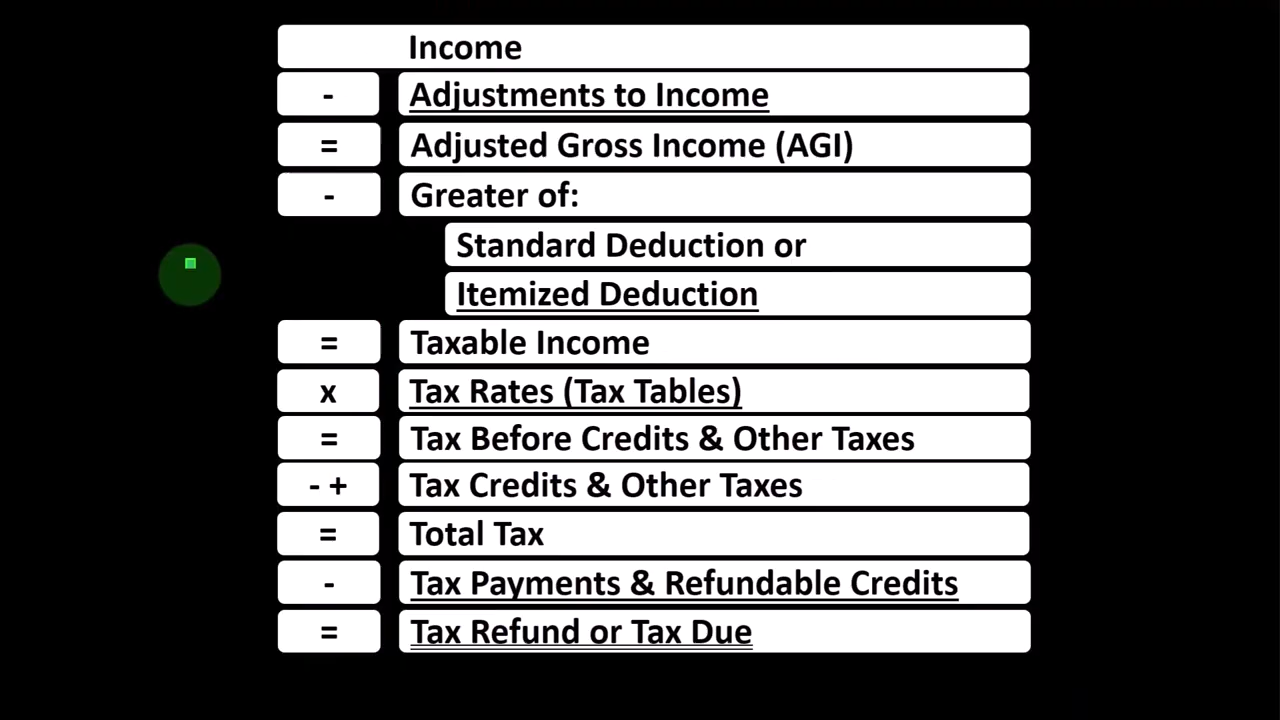 Income
- Adjustments to Income
= Adjusted Gross Income (AGI)
- Greater of:
Standard Deduction or
Itemized Deduction
= Taxable Income
x Tax Rates (Tax Tables)
= Tax Before Credits & Other Taxes
- + Tax Credits & Other Taxes
= Total Tax
- Tax Payments & Refundable Credits
= Tax Refund or Tax Due